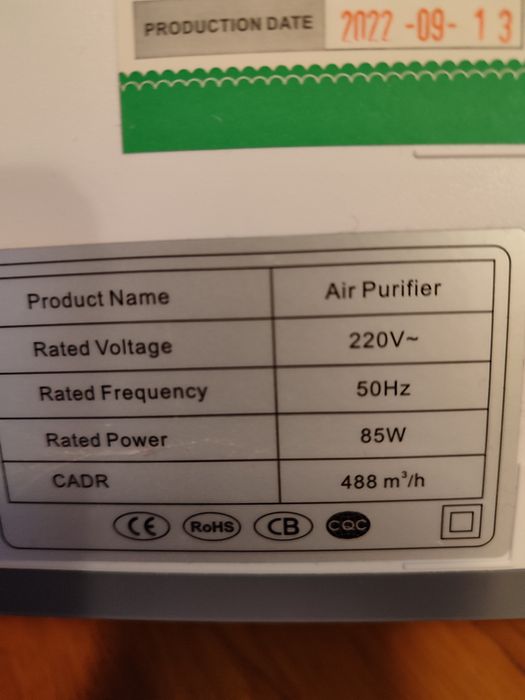 PRODUCTION DATE 2022 -09- 13
Product Name Air Purifier
Rated Voltage 220V~
Rated Frequency 50Hz
Rated Power 85W
CADR 488 m³/h
CE RoHS CB CQC